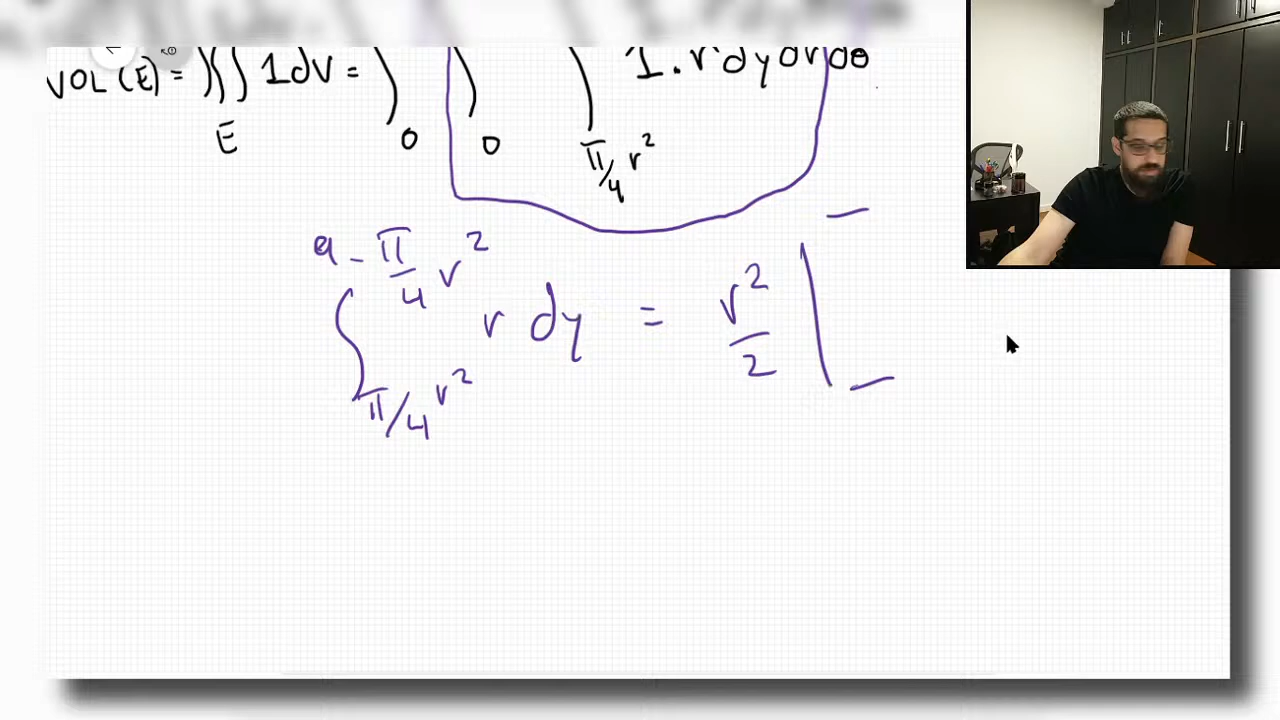 VOL (E) = ∭ 1 dV = ∫ ∫ ∫ 1 . r dy dr dθ
E 0 0 π/4 r²
9 - π/4 r²
∫ r dy = r²/2 |
π/4 r²